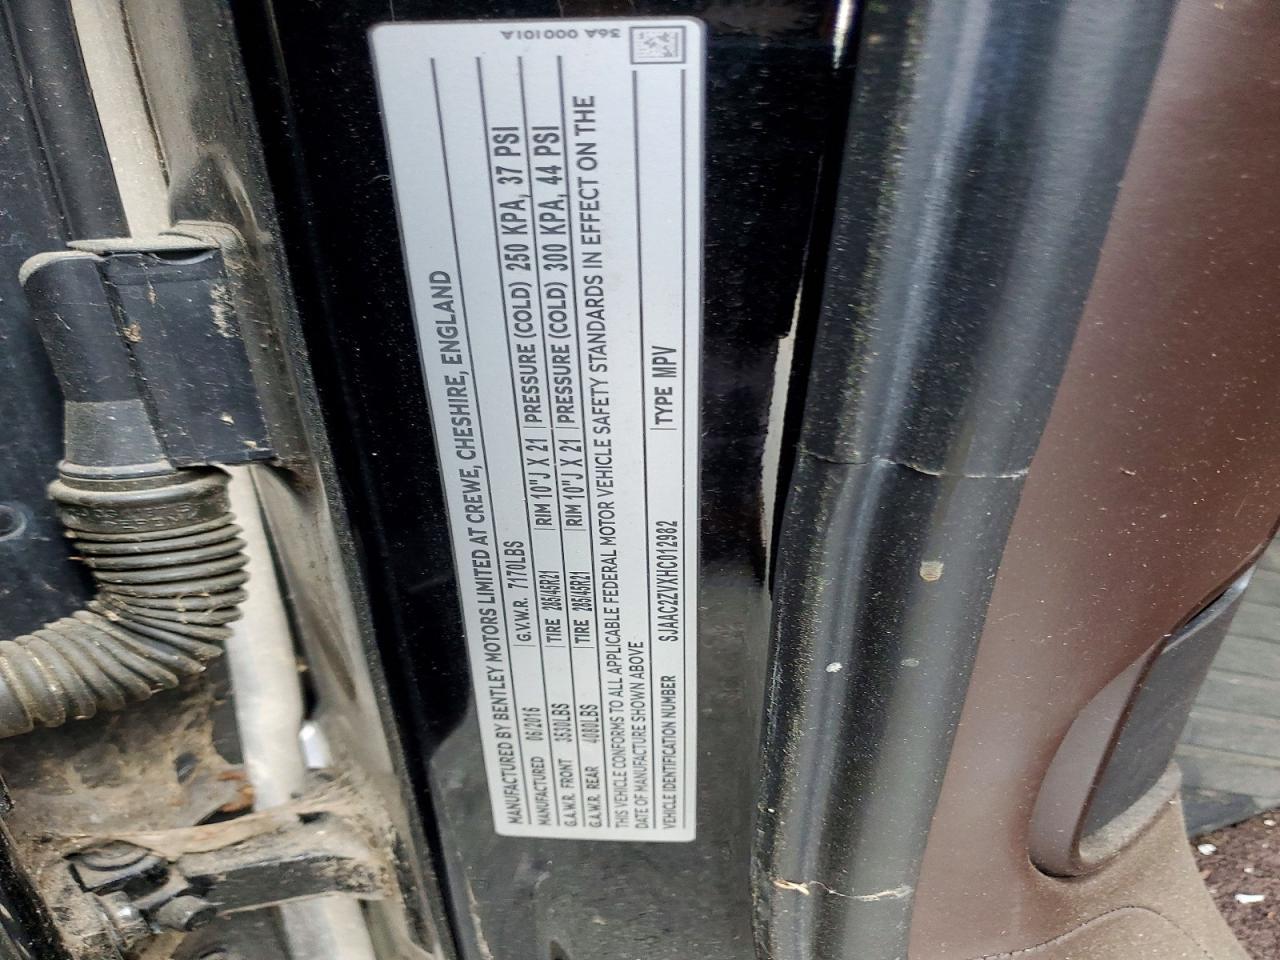 36A 000101A
MANUFACTURED BY BENTLEY MOTORS LIMITED AT CREWE, CHESHIRE, ENGLAND
MANUFACTURED 06/2016 G.V.W.R. 7170LBS
G.A.W.R. FRONT 3630LBS TIRE 285/45R21 RIM 10"J X 21 PRESSURE (COLD) 250 KPA, 37 PSI
G.A.W.R. REAR 4080LBS TIRE 285/45R21 RIM 10"J X 21 PRESSURE (COLD) 300 KPA, 44 PSI
THIS VEHICLE CONFORMS TO ALL APPLICABLE FEDERAL MOTOR VEHICLE SAFETY STANDARDS IN EFFECT ON THE
DATE OF MANUFACTURE SHOWN ABOVE
VEHICLE IDENTIFICATION NUMBER SJAAC2ZVXHC012982 TYPE MPV